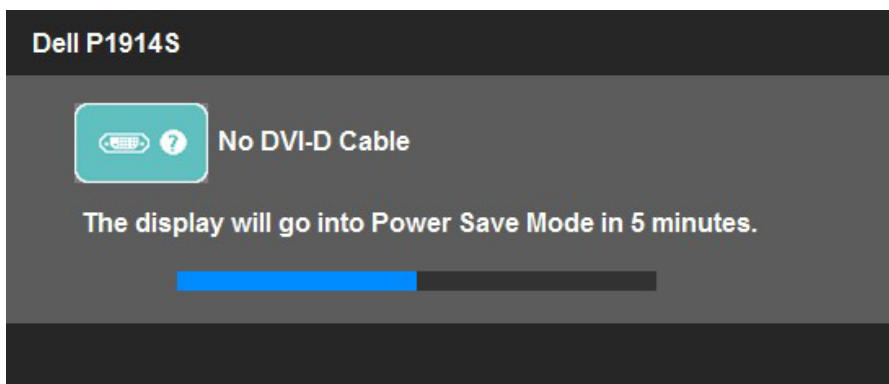 Dell P1914S
? No DVI-D Cable
The display will go into Power Save Mode in 5 minutes.